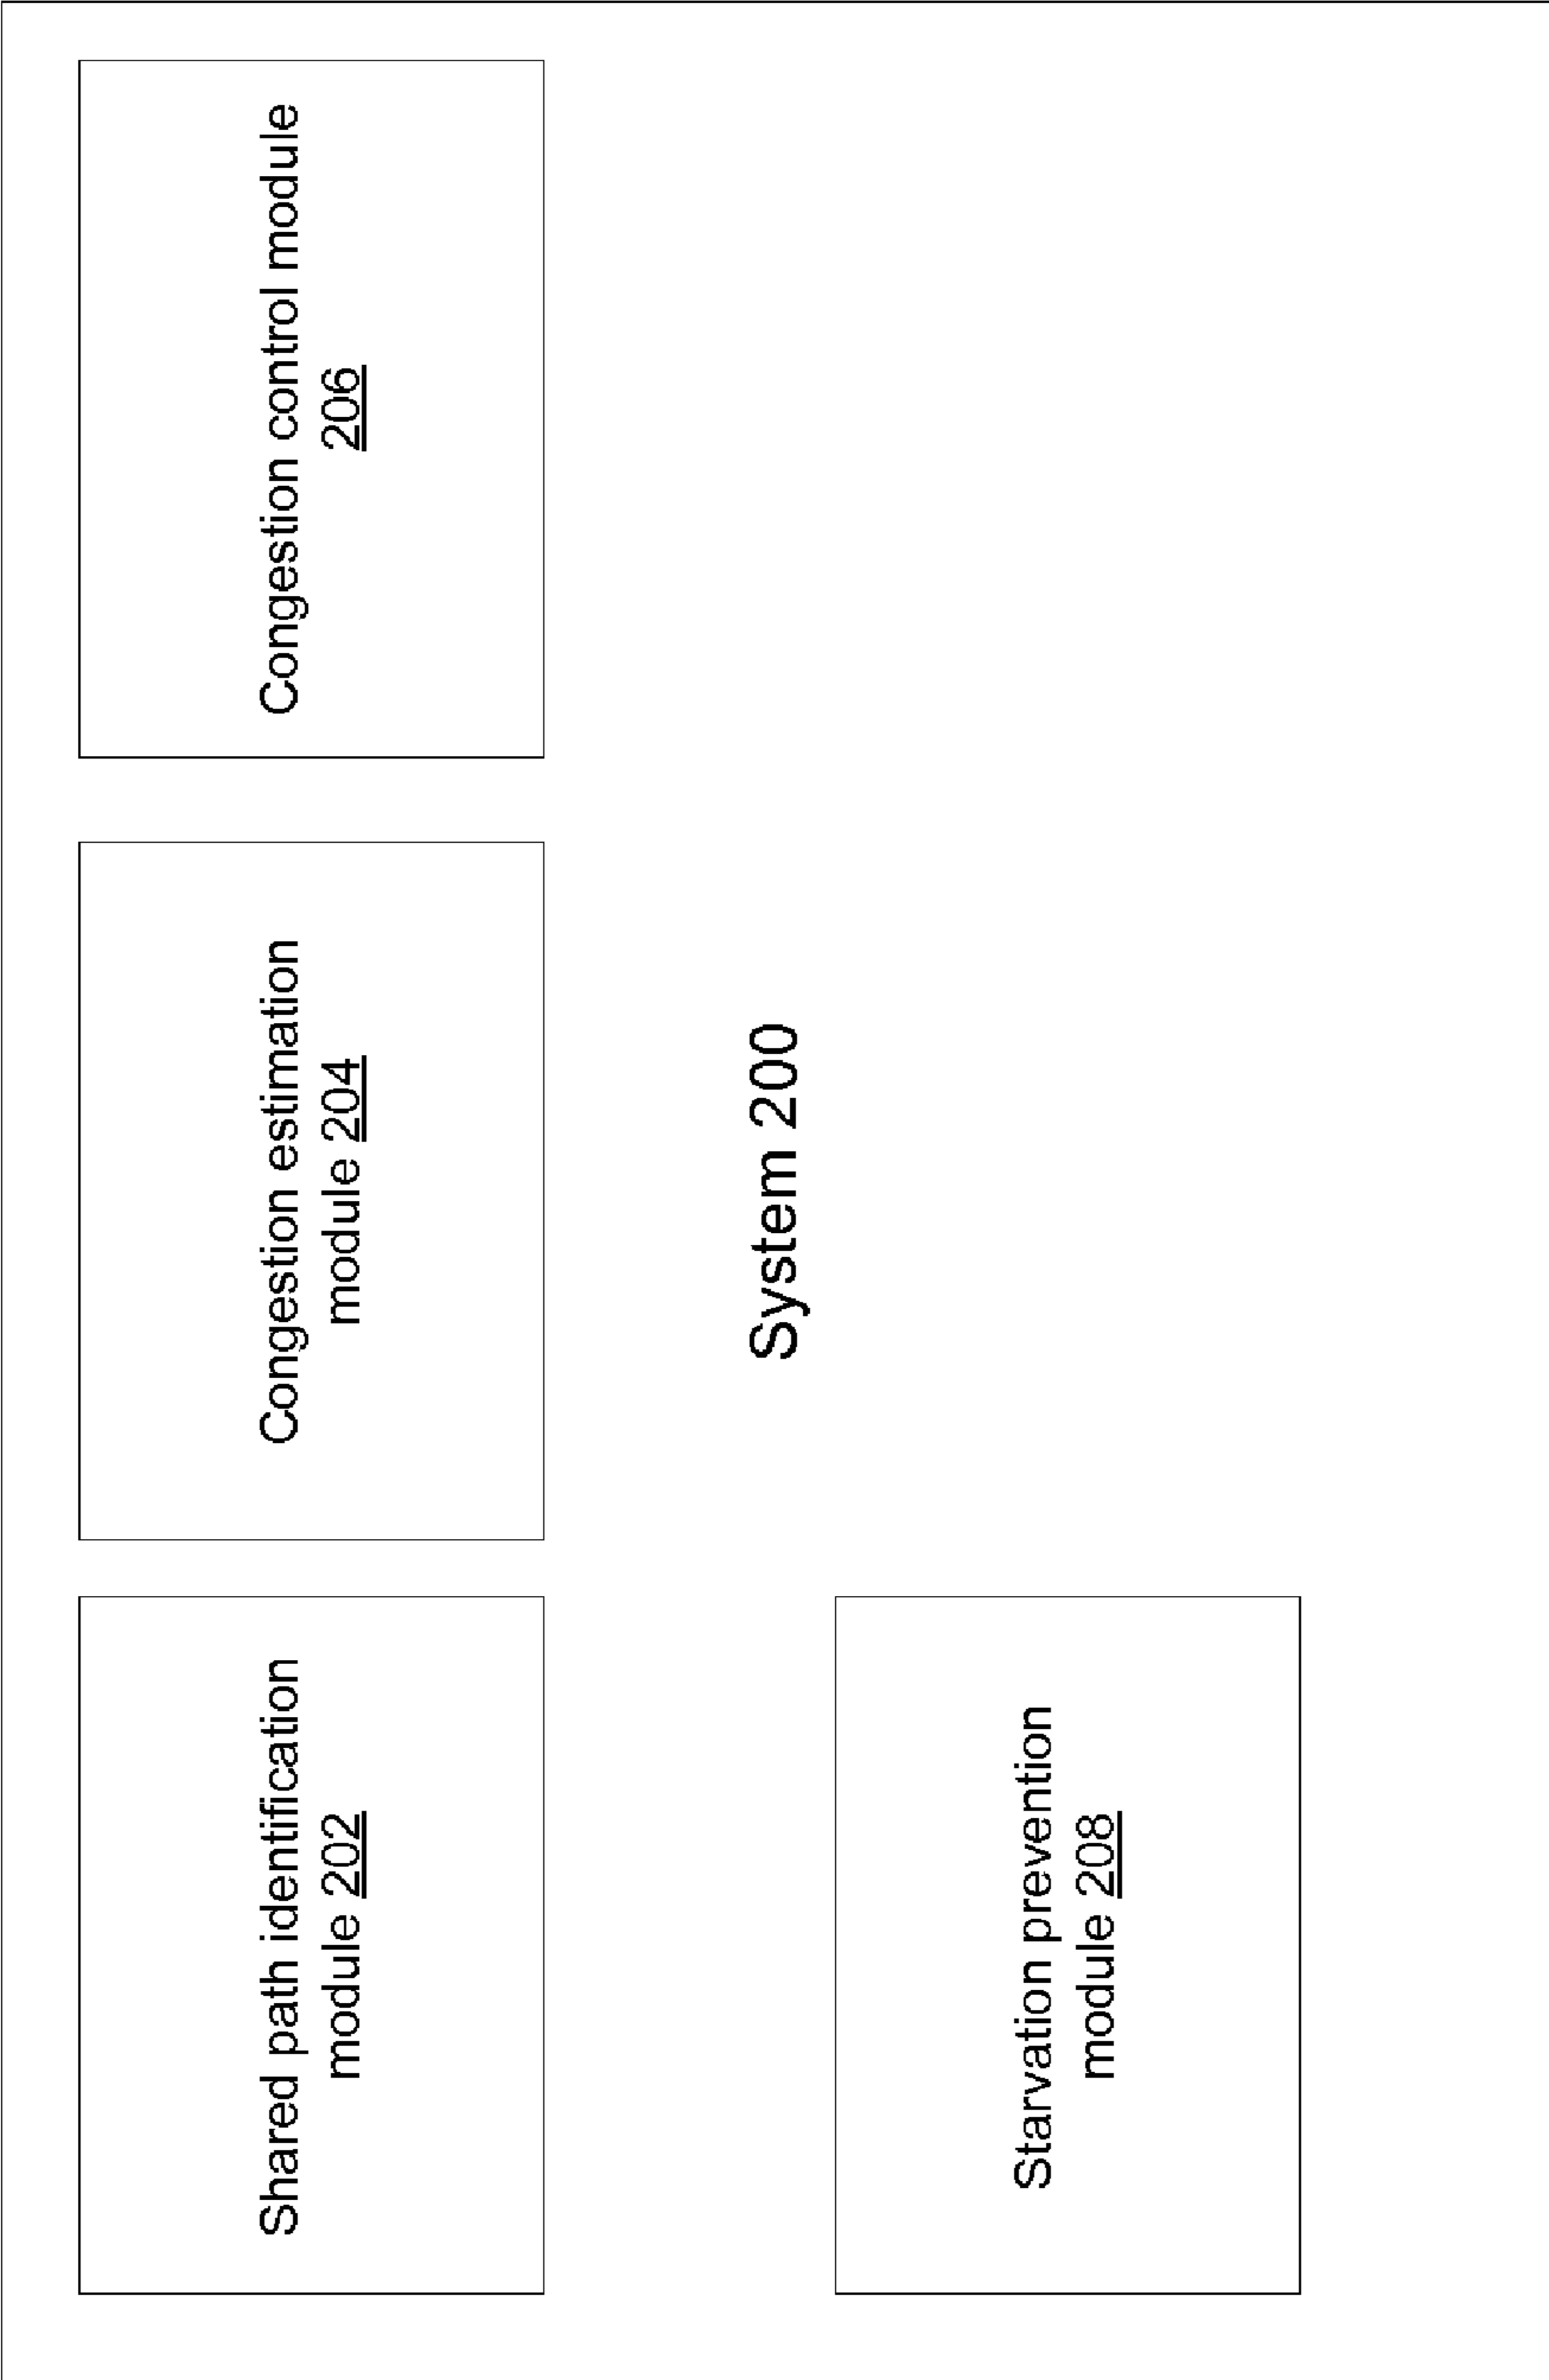 Shared path identification
module 202
Congestion estimation
module 204
Congestion control module
206
System 200
Starvation prevention
module 208